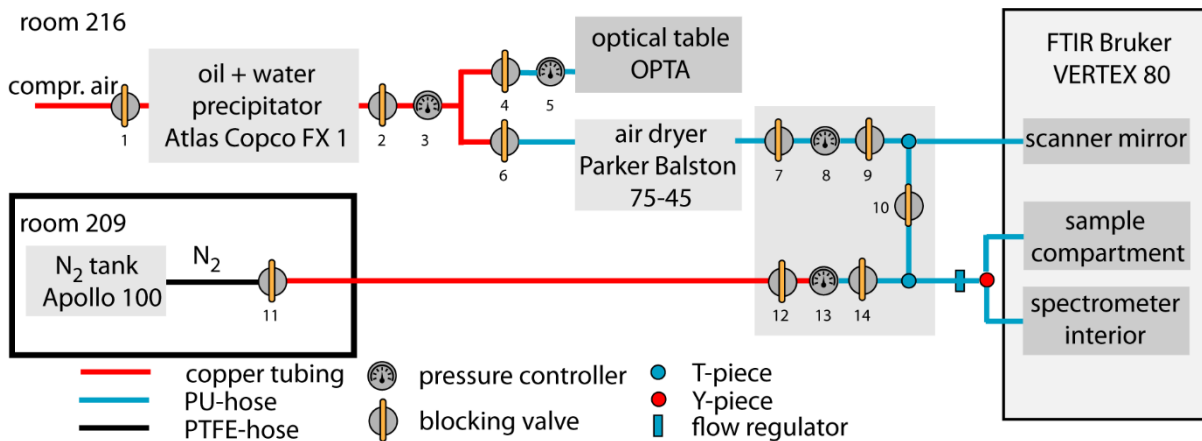 room 216
compr. air
1
oil + water
precipitator
Atlas Copco FX 1
2
3
4
5
6
optical table
OPTA
air dryer
Parker Balston
75-45
7
8
9
10
FTIR Bruker
VERTEX 80
scanner mirror
sample
compartment
spectrometer
interior
room 209
N₂ tank
Apollo 100
N₂
11
12
13
14
copper tubing
PU-hose
PTFE-hose
pressure controller
blocking valve
T-piece
Y-piece
flow regulator